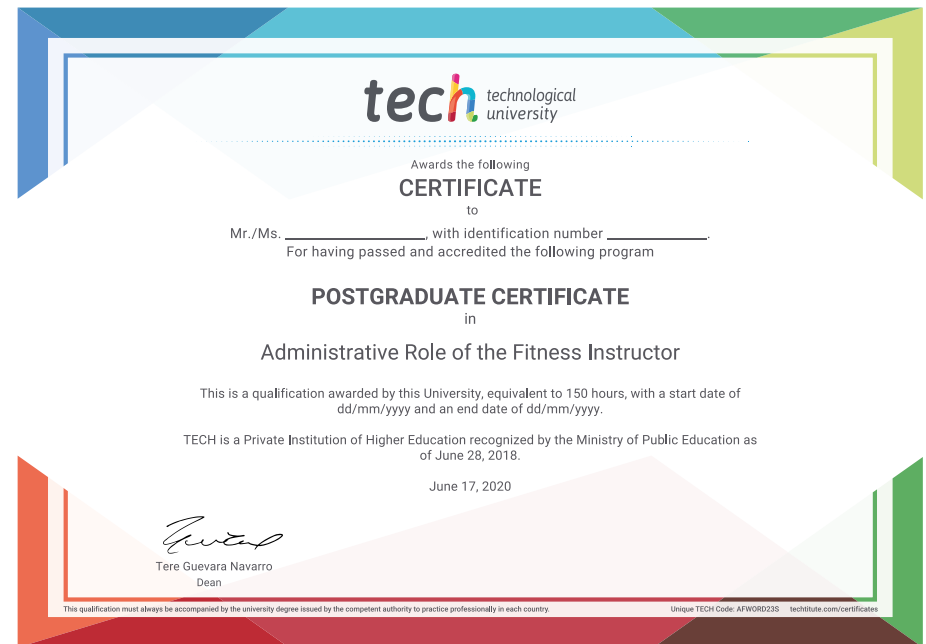 tech technological
university
Awards the following
CERTIFICATE
to
Mr./Ms. ____________________, with identification number ______________.
For having passed and accredited the following program
POSTGRADUATE CERTIFICATE
in
Administrative Role of the Fitness Instructor
This is a qualification awarded by this University, equivalent to 150 hours, with a start date of
dd/mm/yyyy and an end date of dd/mm/yyyy.
TECH is a Private Institution of Higher Education recognized by the Ministry of Public Education as
of June 28, 2018.
June 17, 2020
Tere Guevara Navarro
Dean
This qualification must always be accompanied by the university degree issued by the competent authority to practice professionally in each country. Unique TECH Code: AFWORD23S techtitute.com/certificates